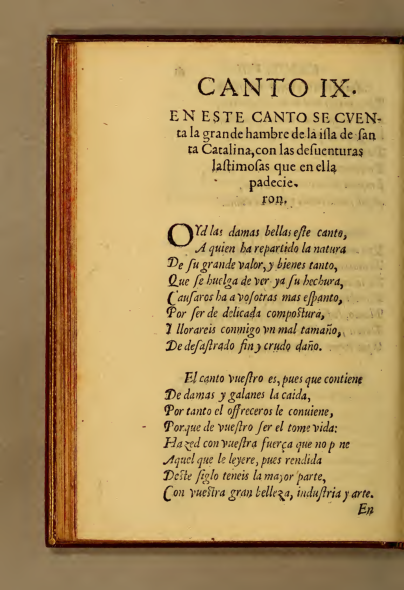 CANTO IX.
EN ESTE CANTO SE CVEN-
ta la grande hambre de la isla de san
ta Catalina, con las desuenturas
lastimosas que en ella
padecie-
ron.
OYd las damas bellas este canto,
A quien ha repartido la natura
De su grande valor, y bienes tanto,
Que se huelga de ver ya su hechura,
Causaros ha a vosotras mas espanto,
Por ser de delicada compostura,
I llorareis conmigo vn mal tamaño,
De desastrado fin y crudo daño.
El canto vuestro es, pues que contiene
De damas y galanes la caida,
Por tanto el offreceros le conuiene,
Porque de vuestro ser el tome vida:
Hazed con vuestra fuerça que no p ne
Aquel que le leyere, pues rendida
Deste siglo teneis la mayor parte,
Con vuestra gran belleza, industria y arte.
En